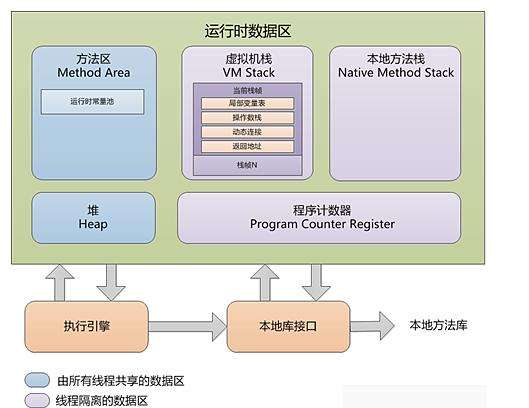 运行时数据区
方法区
Method Area
运行时常量池
虚拟机栈
VM Stack
当前栈帧
局部变量表
操作数栈
动态连接
返回地址
栈帧N
本地方法栈
Native Method Stack
堆
Heap
程序计数器
Program Counter Register
执行引擎
本地库接口
本地方法库
由所有线程共享的数据区
线程隔离的数据区